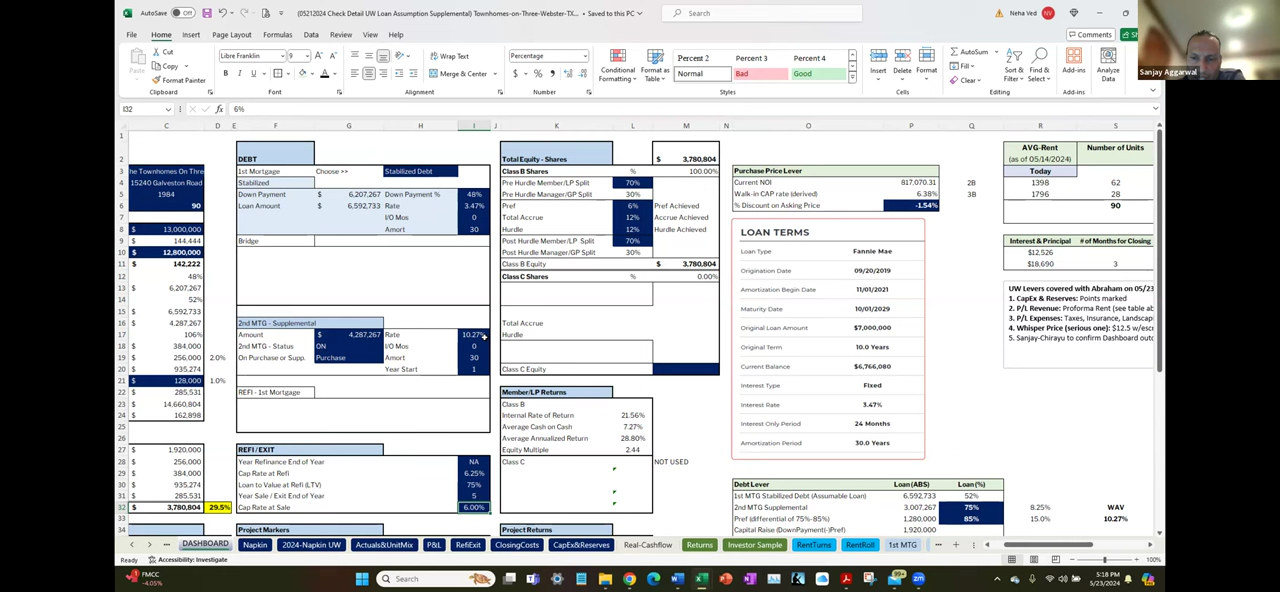 AutoSave Off (05212024 Check Detail UW Loan Assumption Supplemental) Townhomes-on-Three-Webster-TX... • Saved to this PC Search Neha Ved NV
File Home Insert Page Layout Formulas Data Review View Help Comments
Cut Copy Format Painter Paste Clipboard
Libre Franklin 9 Font
Wrap Text Merge & Center Alignment
Percentage Number
Conditional Formatting Format as Table
Percent 2 Percent 3 Percent 4
Normal Bad Good Styles
Insert Delete Format Cells
AutoSum Fill Clear Sort & Filter Find & Select Editing
Add-ins Add-ins Analyze Data
Sanjay Aggarwal
I32 fx 6%
C D E F G H I J K L M N O P Q R S
he Townhomes On Thre
15240 Galveston Road
1984
90
$ 13,000,000
$ 144,444
$ 12,800,000
$ 142,222
48%
$ 6,207,267
52%
$ 6,592,733
$ 4,287,267
106%
$ 384,000
$ 256,000 2.0%
$ 935,274
$ 128,000 1.0%
$ 285,531
$ 14,660,804
$ 162,898
$ 1,920,000
$ 256,000
$ 384,000
$ 935,274
$ 285,531
$ 3,780,804 29.5%
DEBT
1st Mortgage Choose >> Stabilized Debt
Stabilized
Down Payment $ 6,207,267 Down Payment % 48%
Loan Amount $ 6,592,733 Rate 3.47%
I/O Mos 0
Amort 30
Bridge
2nd MTG - Supplemental
Amount $ 4,287,267 Rate 10.27%
2nd MTG - Status ON I/O Mos 0
On Purchase or Supp. Purchase Amort 30
Year Start 1
REFI - 1st Mortgage
REFI / EXIT
Year Refinance End of Year NA
Cap Rate at Refi 6.25%
Loan to Value at Refi (LTV) 75%
Year Sale / Exit End of Year 5
Cap Rate at Sale 6.00%
Project Markers
Total Equity - Shares $ 3,780,804
Class B Shares % 100.00%
Pre Hurdle Member/LP Split 70%
Pre Hurdle Manager/GP Split 30%
Pref 6% Pref Achieved
Total Accrue 12% Accrue Achieved
Hurdle 12% Hurdle Achieved
Post Hurdle Member/LP Split 70%
Post Hurdle Manager/GP Split 30%
Class B Equity $ 3,780,804
Class C Shares % 0.00%
Total Accrue
Hurdle
Class C Equity
Member/LP Returns
Class B
Internal Rate of Return 21.56%
Average Cash on Cash 7.27%
Average Annualized Return 28.80%
Equity Multiple 2.44
Class C NOT USED
Project Returns
Purchase Price Lever
Current NOI 817,070.31
Walk-in CAP rate (derived) 6.38%
% Discount on Asking Price -1.54%
2B
3B
LOAN TERMS
Loan Type Fannie Mae
Origination Date 09/20/2019
Amortization Begin Date 11/01/2021
Maturity Date 10/01/2029
Original Loan Amount $7,000,000
Original Term 10.0 Years
Current Balance $6,766,080
Interest Type Fixed
Interest Rate 3.47%
Interest Only Period 24 Months
Amortization Period 30.0 Years
Debt Lever Loan (ABS) Loan (%)
1st MTG Stabilized Debt (Assumable Loan) 6,592,733 52%
2nd MTG Supplemental 3,007,267 75% 8.25% WAV
Pref (differential of 75%-85%) 1,280,000 85% 15.0% 10.27%
Capital Raise (DownPayment-)Pref) 1,920,000
AVG-Rent Number of Units
(as of 05/14/2024)
Today
1398 62
1796 28
90
Interest & Principal # of Months for Closing
$12,526
$18,690 3
UW Levers covered with Abraham on 05/23
1. CapEx & Reserves: Points marked
2. P/L Revenue: Proforma Rent (see table ab
3. P/L Expenses: Taxes, Insurance, Landscap
4. Whisper Price (serious one): $12.5 w/esc
5. Sanjay-Chirayu to confirm Dashboard outc
DASHBOARD Napkin 2024-Napkin UW Actuals&UnitMix P&L RefiExit ClosingCosts CapEx&Reserves Real-Cashflow Returns Investor Sample RentTurns RentRoll 1st MTG
Ready Accessibility: Investigate 100%
FMCC
-4.05%
Search
99+
5:18 PM
5/23/2024